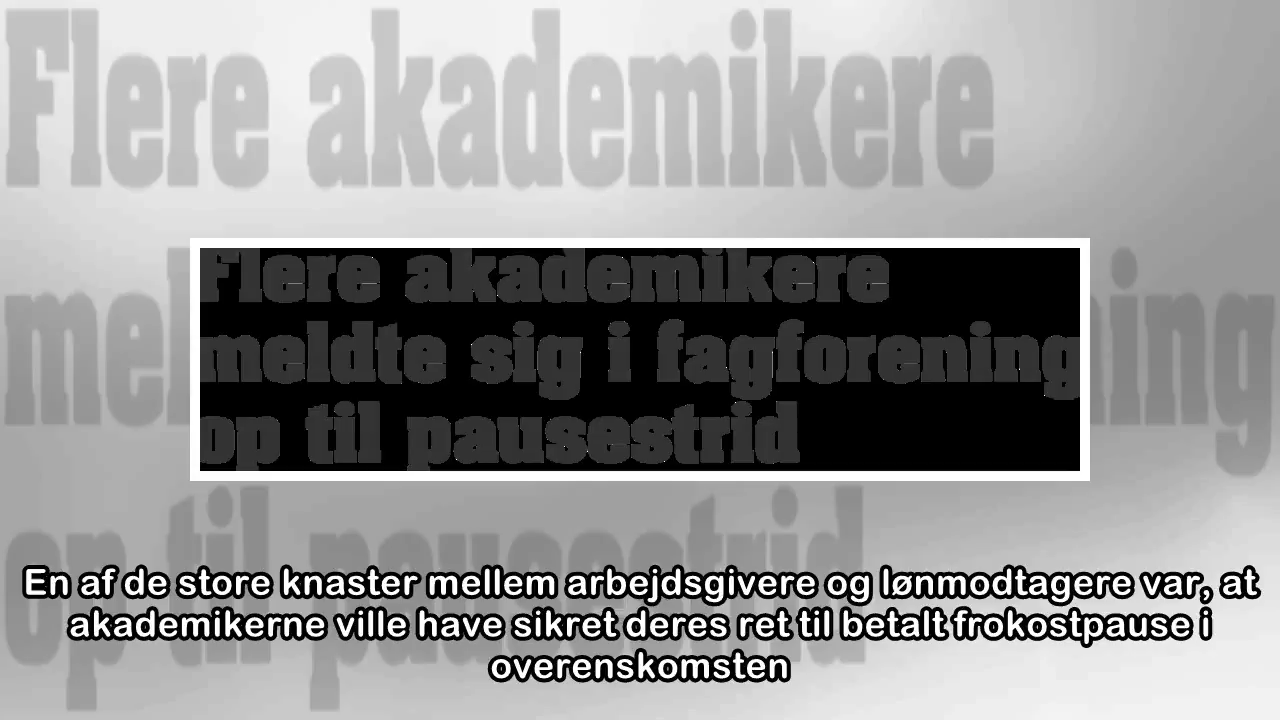 Flere akademikere
meldte sig i fagforening
op til pausestrid
En af de store knaster mellem arbejdsgivere og lønmodtagere var, at
akademikerne ville have sikret deres ret til betalt frokostpause i
overenskomsten